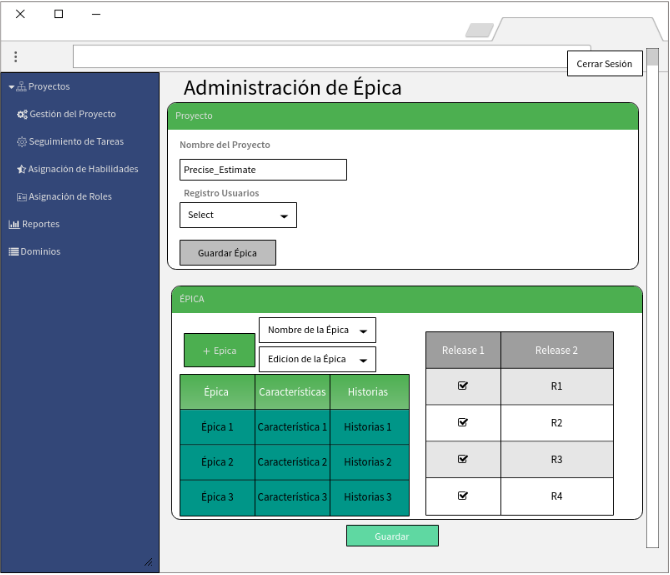 Cerrar Sesión
Proyectos
Gestión del Proyecto
Seguimiento de Tareas
Asignación de Habilidades
Asignación de Roles
Reportes
Dominios
Administración de Épica
Proyecto
Nombre del Proyecto
Precise_Estimate
Registro Usuarios
Select
Guardar Épica
ÉPICA
+ Epica
Nombre de la Épica
Edicion de la Épica
Épica Características Historias
Épica 1 Característica 1 Historias 1
Épica 2 Característica 2 Historias 2
Épica 3 Característica 3 Historias 3
Release 1 Release 2
R1
R2
R3
R4
Guardar